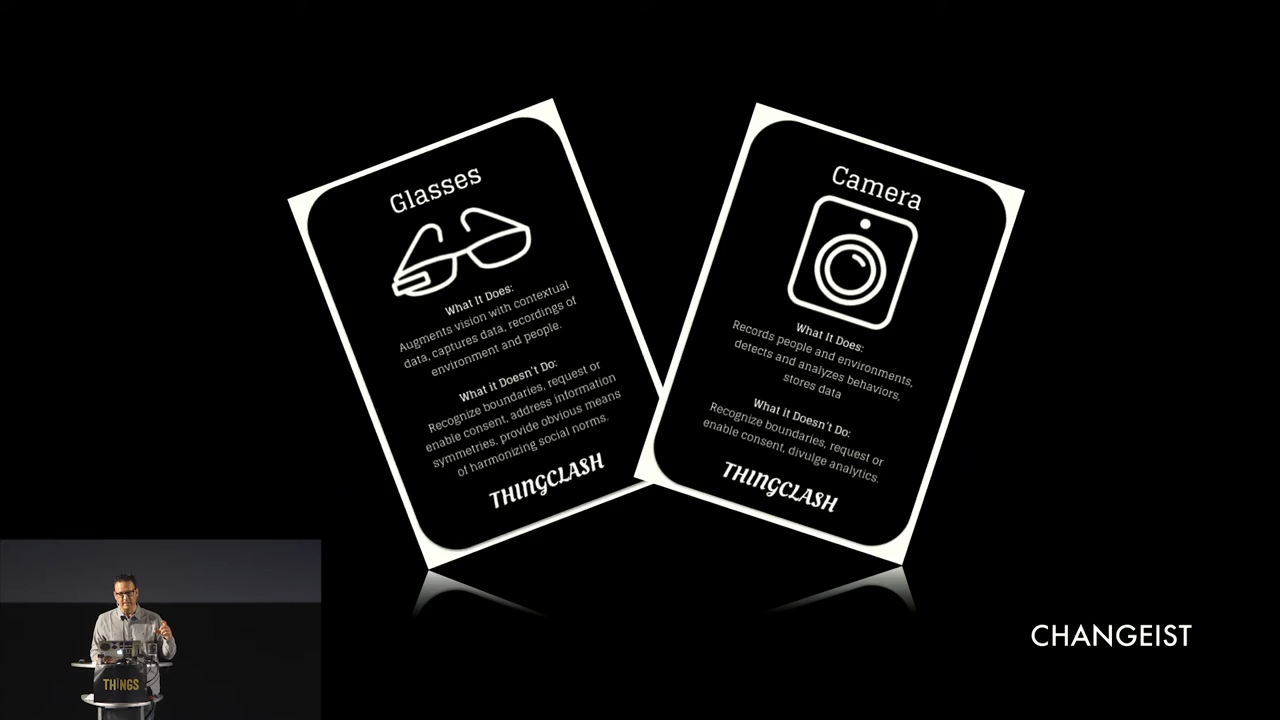 Glasses
What It Does:
Augments vision with contextual
data, captures data, recordings of
environment and people.
What it Doesn't Do:
Recognize boundaries, request or
enable consent, address information
symmetries, provide obvious means
of harmonizing social norms.
THINGCLASH
Camera
What It Does:
Records people and environments,
detects and analyzes behaviors,
stores data
What it Doesn't Do:
Recognize boundaries, request or
enable consent, divulge analytics.
THINGCLASH
CHANGEIST
THINGS